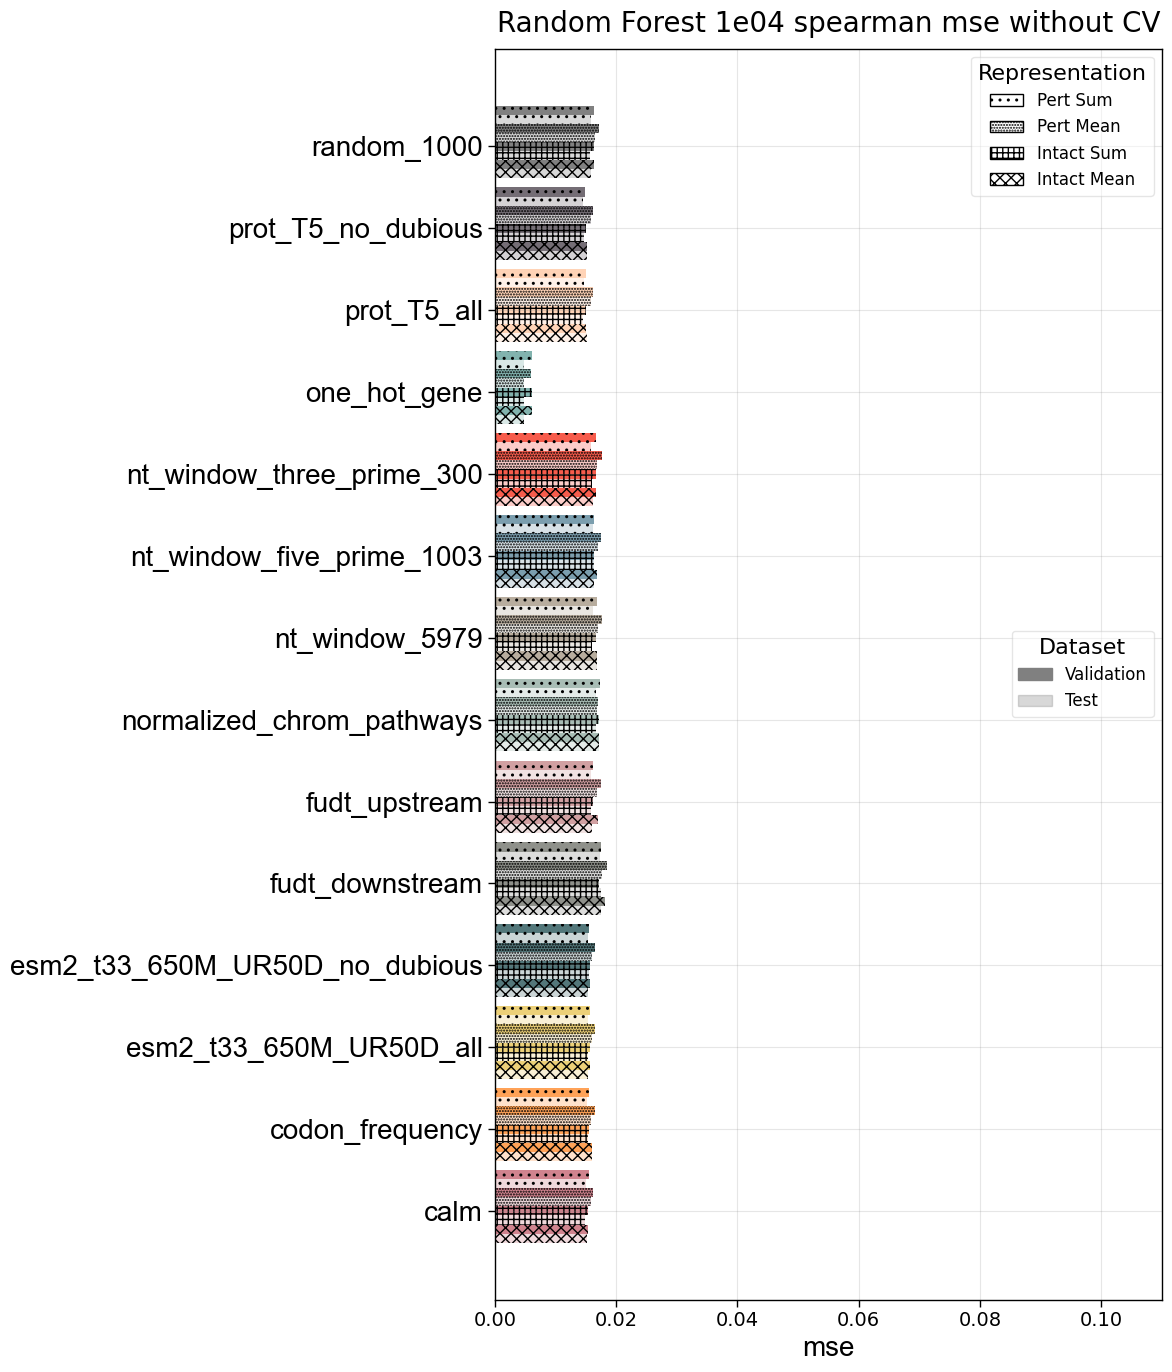 Random Forest 1e04 spearman mse without CV
Representation
Pert Sum
Pert Mean
Intact Sum
Intact Mean
random_1000
prot_T5_no_dubious
prot_T5_all
one_hot_gene
nt_window_three_prime_300
nt_window_five_prime_1003
nt_window_5979
Dataset
Validation
Test
normalized_chrom_pathways
fudt_upstream
fudt_downstream
esm2_t33_650M_UR50D_no_dubious
esm2_t33_650M_UR50D_all
codon_frequency
calm
0.00 0.02 0.04 0.06 0.08 0.10
mse